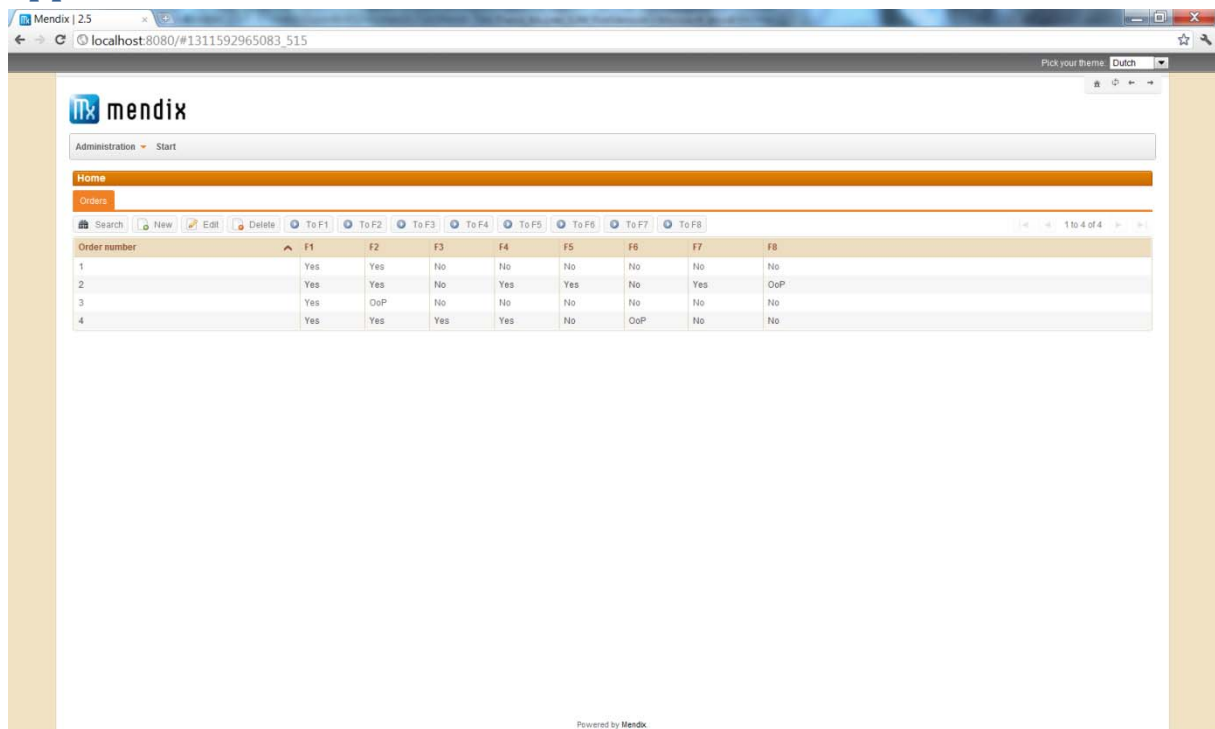 Mendix | 2.5
localhost:8080/#1311592965083_515
Pick your theme: Dutch
mendix
Administration Start
Home
Orders
Search New Edit Delete To F1 To F2 To F3 To F4 To F5 To F6 To F7 To F8 1 to 4 of 4
Order number F1 F2 F3 F4 F5 F6 F7 F8
1 Yes Yes No No No No No No
2 Yes Yes No Yes Yes No Yes OoP
3 Yes OoP No No No No No No
4 Yes Yes Yes Yes No OoP No No
Powered by Mendix.